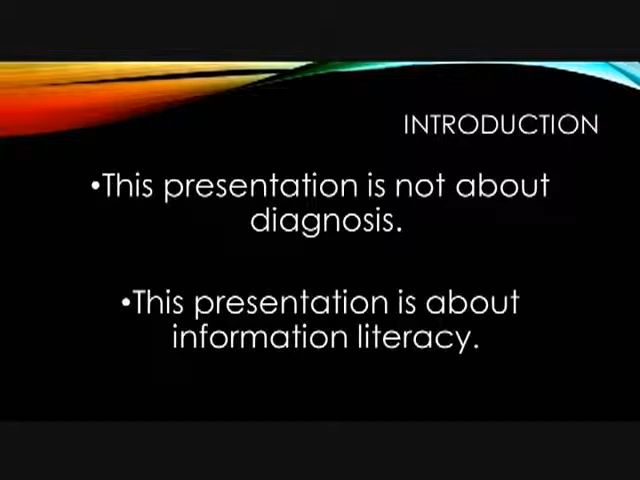 INTRODUCTION
•This presentation is not about
diagnosis.
•This presentation is about
information literacy.